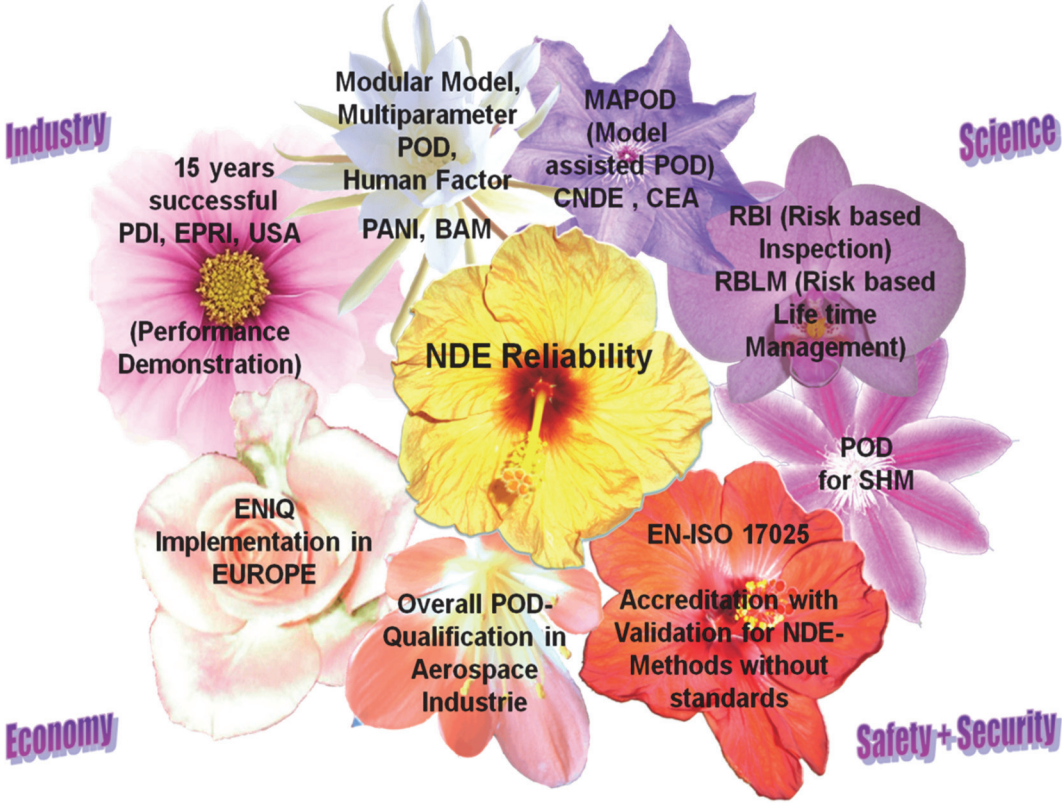 Industry
Science
Modular Model,
Multiparameter
POD,
Human Factor
PANI, BAM
MAPOD
(Model
assisted POD)
CNDE , CEA
15 years
successful
PDI, EPRI, USA
(Performance
Demonstration)
RBI (Risk based
Inspection)
RBLM (Risk based
Life time
Management)
NDE Reliability
POD
for SHM
ENIQ
Implementation in
EUROPE
EN-ISO 17025
Accreditation with
Validation for NDE-
Methods without
standards
Overall POD-
Qualification in
Aerospace
Industrie
Economy
Safety + Security